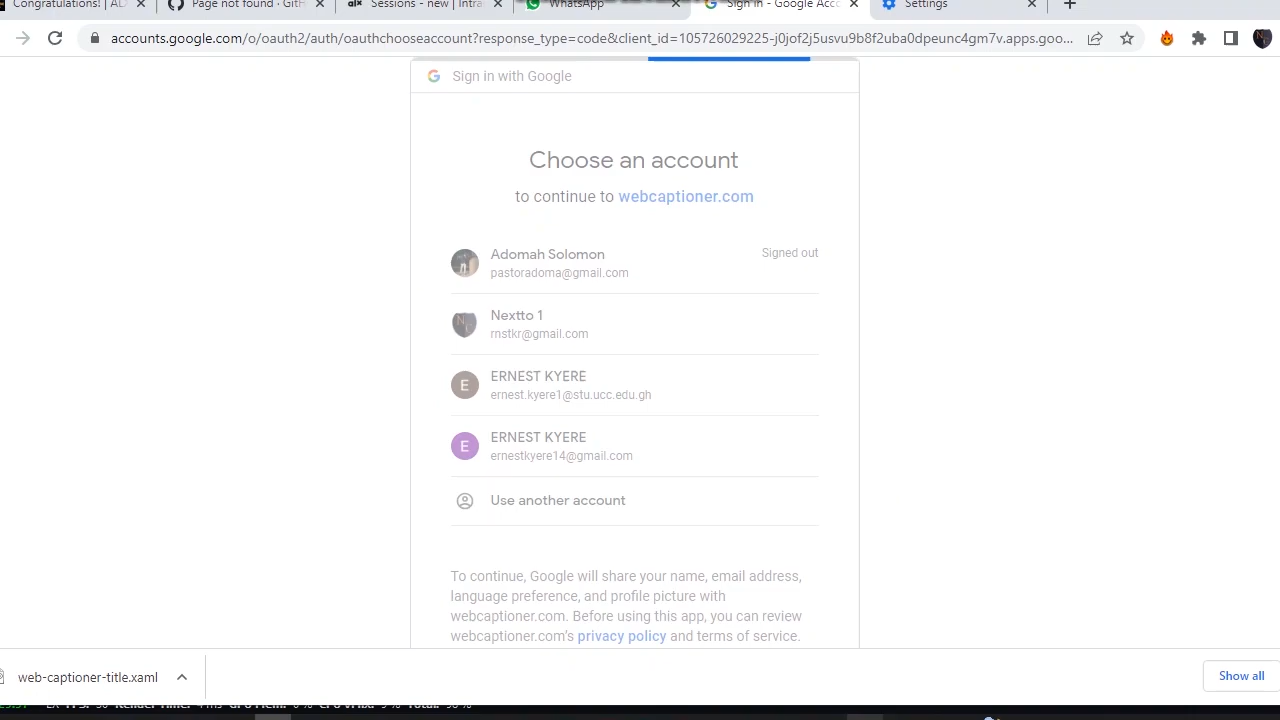 Congratulations! | AD
Page not found · GitH
Sessions - new | Intra
WhatsApp
Sign in - Google Acco
Settings
accounts.google.com/o/oauth2/auth/oauthchooseaccount?response_type=code&client_id=105726029225-j0jof2j5usvu9b8f2uba0dpeunc4gm7v.apps.goo...
Sign in with Google
Choose an account
to continue to webcaptioner.com
Adomah Solomon
Signed out
pastoradoma@gmail.com
Nextto 1
rnstkr@gmail.com
ERNEST KYERE
ernest.kyere1@stu.ucc.edu.gh
ERNEST KYERE
ernestkyere14@gmail.com
Use another account
To continue, Google will share your name, email address,
language preference, and profile picture with
webcaptioner.com. Before using this app, you can review
webcaptioner.com's privacy policy and terms of service.
web-captioner-title.xaml
Show all